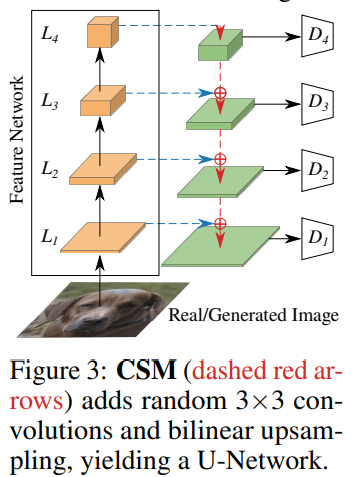 Feature Network
L4
L3
L2
L1
D4
D3
D2
D1
Real/Generated Image
Figure 3: CSM (dashed red ar-
rows) adds random 3×3 con-
volutions and bilinear upsam-
pling, yielding a U-Network.